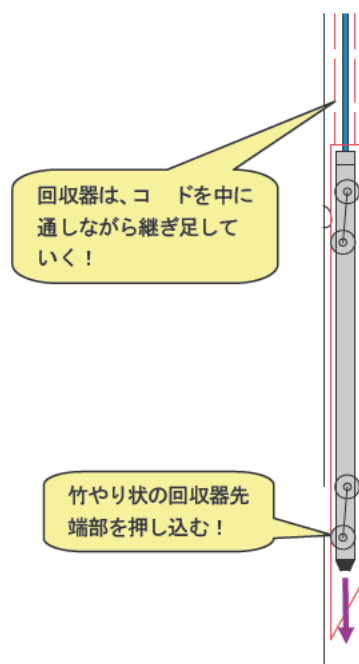 回収器は、コ　ドを中に
通しながら継ぎ足して
いく！
竹やり状の回収器先
端部を押し込む！